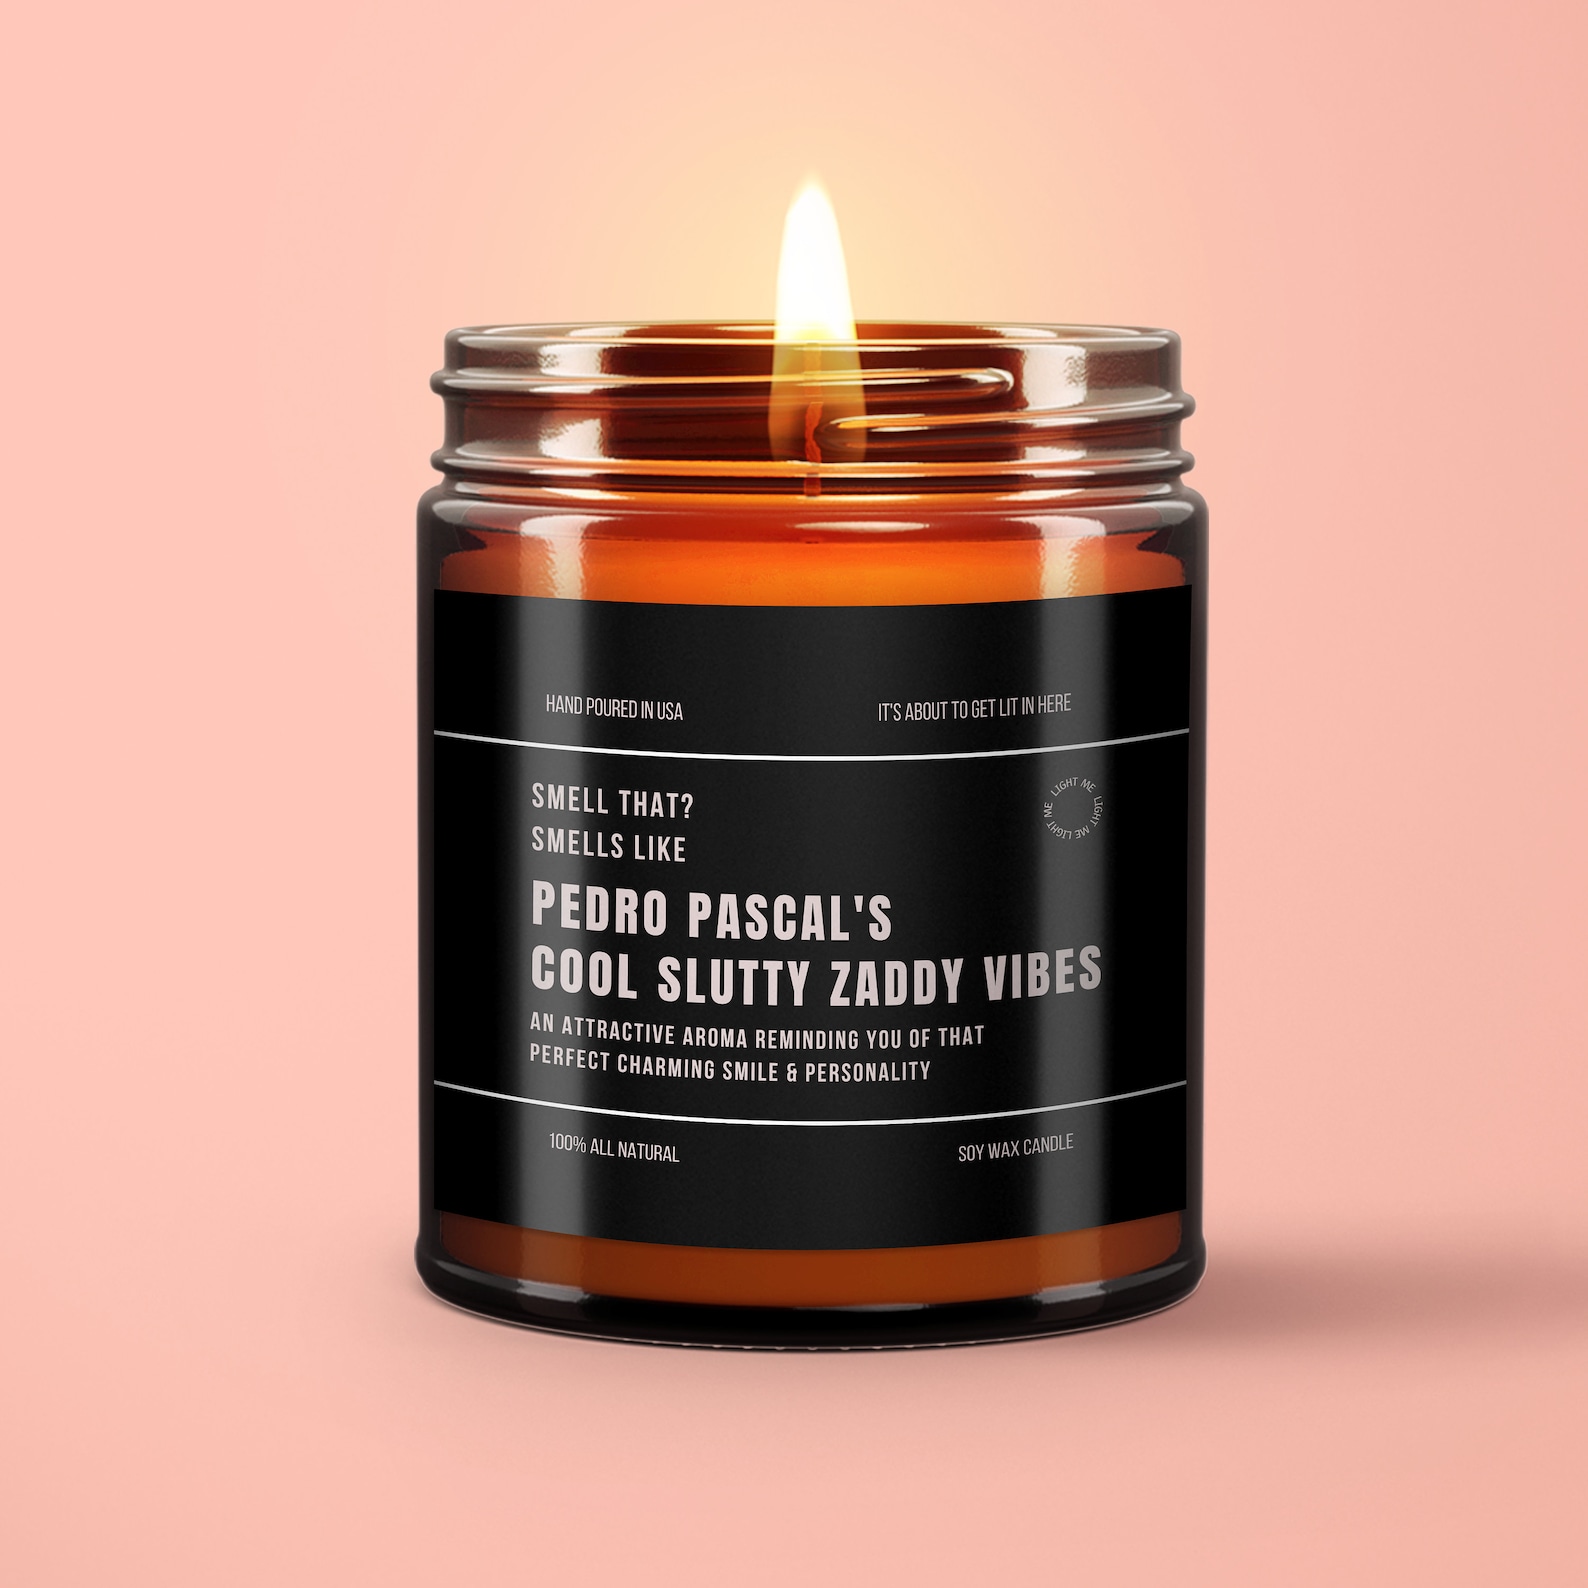 HAND POURED IN USA
IT'S ABOUT TO GET LIT IN HERE
SMELL THAT?
SMELLS LIKE
LIGHT ME LIGHT ME LIGHT ME
PEDRO PASCAL'S
COOL SLUTTY ZADDY VIBES
AN ATTRACTIVE AROMA REMINDING YOU OF THAT
PERFECT CHARMING SMILE & PERSONALITY
100% ALL NATURAL
SOY WAX CANDLE